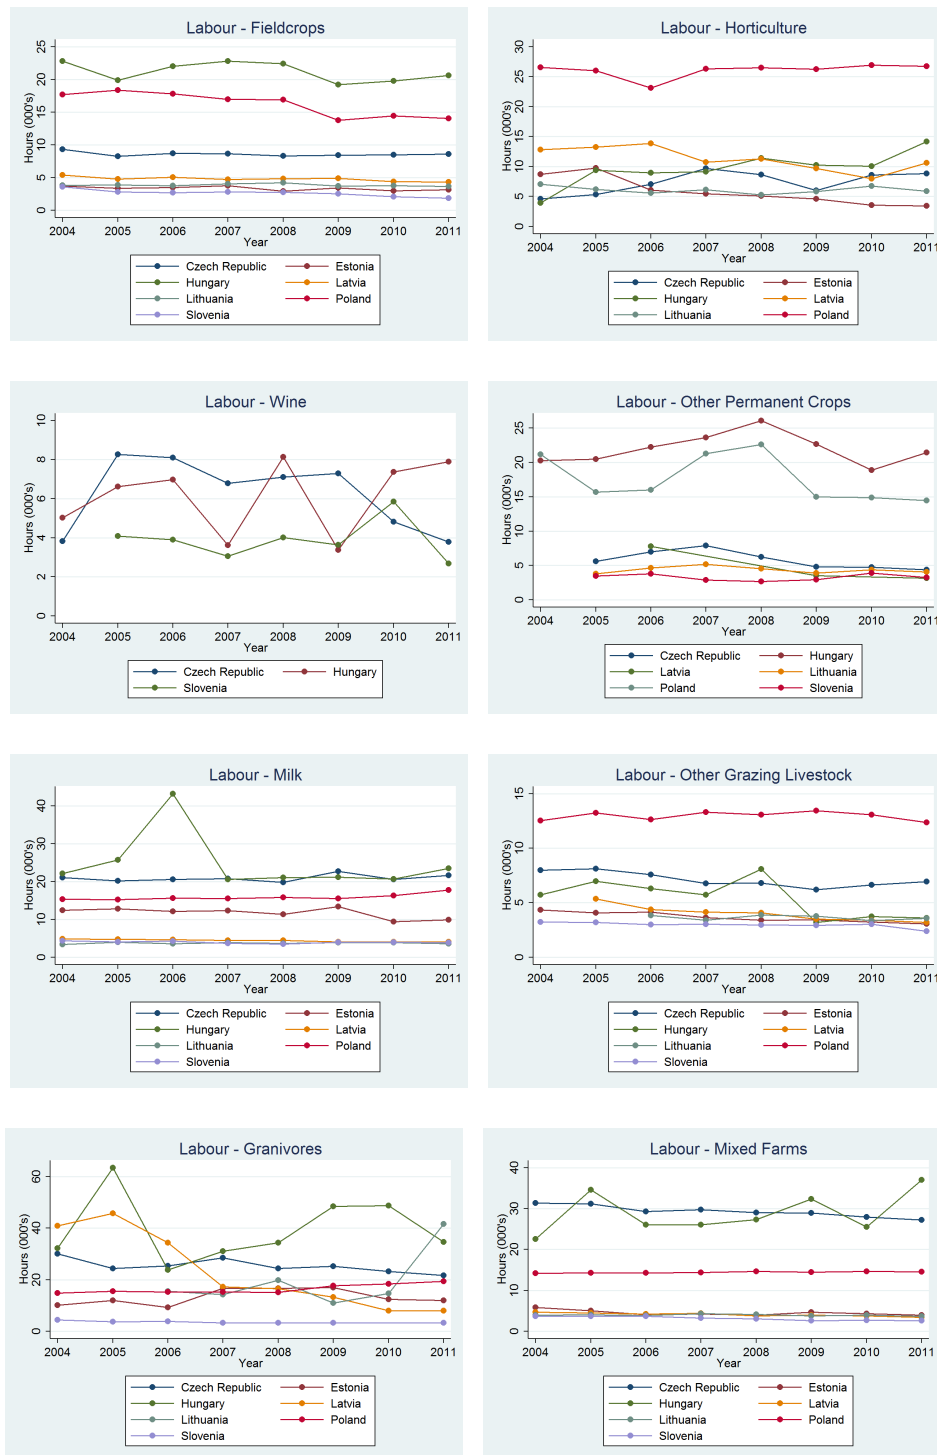 Labour - Fieldcrops
Hours (000's)
25
20
15
10
5
0
2004 2005 2006 2007 2008 2009 2010 2011
Year
Czech Republic Estonia
Hungary Latvia
Lithuania Poland
Slovenia
Labour - Horticulture
Hours (000's)
30
25
20
15
10
5
0
2004 2005 2006 2007 2008 2009 2010 2011
Year
Czech Republic Estonia
Hungary Latvia
Lithuania Poland
Labour - Wine
Hours (000's)
10
8
6
4
2
0
2004 2005 2006 2007 2008 2009 2010 2011
Year
Czech Republic Hungary
Slovenia
Labour - Other Permanent Crops
Hours (000's)
25
20
15
10
5
0
2004 2005 2006 2007 2008 2009 2010 2011
Year
Czech Republic Hungary
Latvia Lithuania
Poland Slovenia
Labour - Milk
Hours (000's)
40
30
20
10
0
2004 2005 2006 2007 2008 2009 2010 2011
Year
Czech Republic Estonia
Hungary Latvia
Lithuania Poland
Slovenia
Labour - Other Grazing Livestock
Hours (000's)
15
10
5
0
2004 2005 2006 2007 2008 2009 2010 2011
Year
Czech Republic Estonia
Hungary Latvia
Lithuania Poland
Slovenia
Labour - Granivores
Hours (000's)
60
40
20
0
2004 2005 2006 2007 2008 2009 2010 2011
Year
Czech Republic Estonia
Hungary Latvia
Lithuania Poland
Slovenia
Labour - Mixed Farms
Hours (000's)
40
30
20
10
0
2004 2005 2006 2007 2008 2009 2010 2011
Year
Czech Republic Estonia
Hungary Latvia
Lithuania Poland
Slovenia